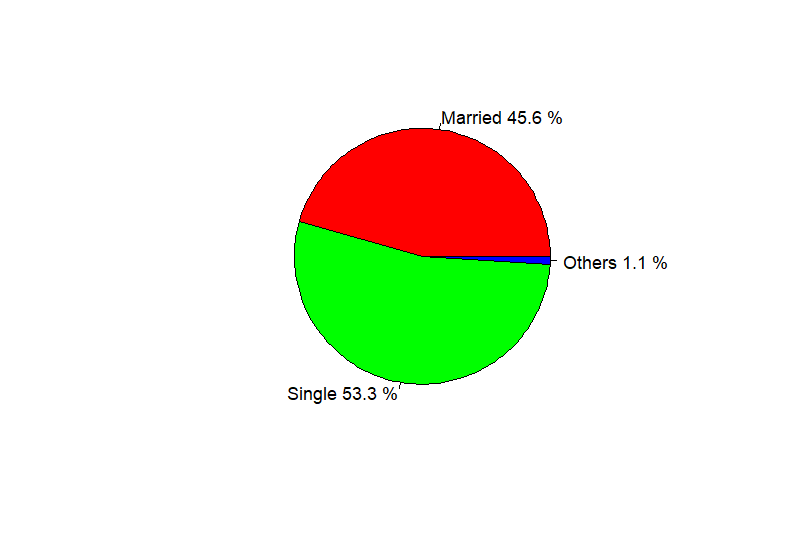 Married 45.6 %
Others 1.1 %
Single 53.3 %